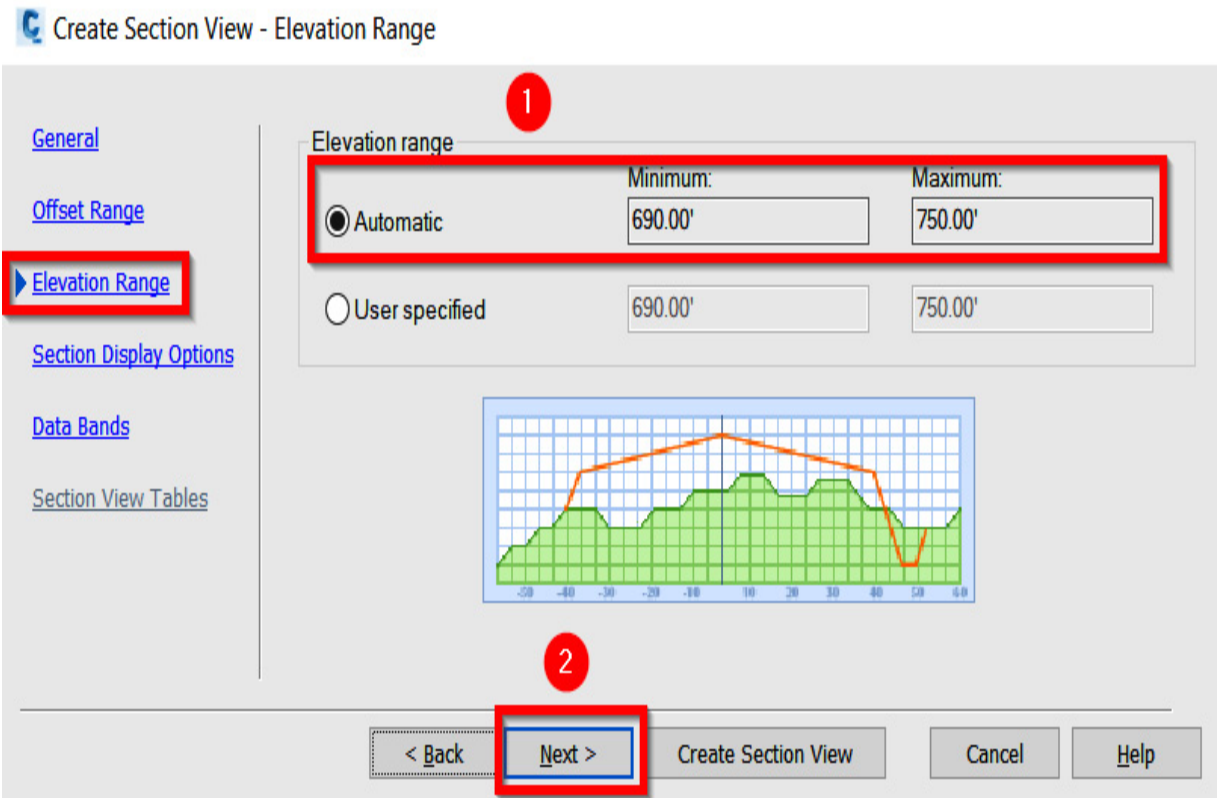 Create Section View - Elevation Range
1
General
Offset Range
Elevation Range
Section Display Options
Data Bands
Section View Tables
Elevation range
Minimum: Maximum:
Automatic 690.00' 750.00'
User specified 690.00' 750.00'
-50 -40 -30 -20 -10 10 20 30 40 50 60
2
< Back Next > Create Section View Cancel Help